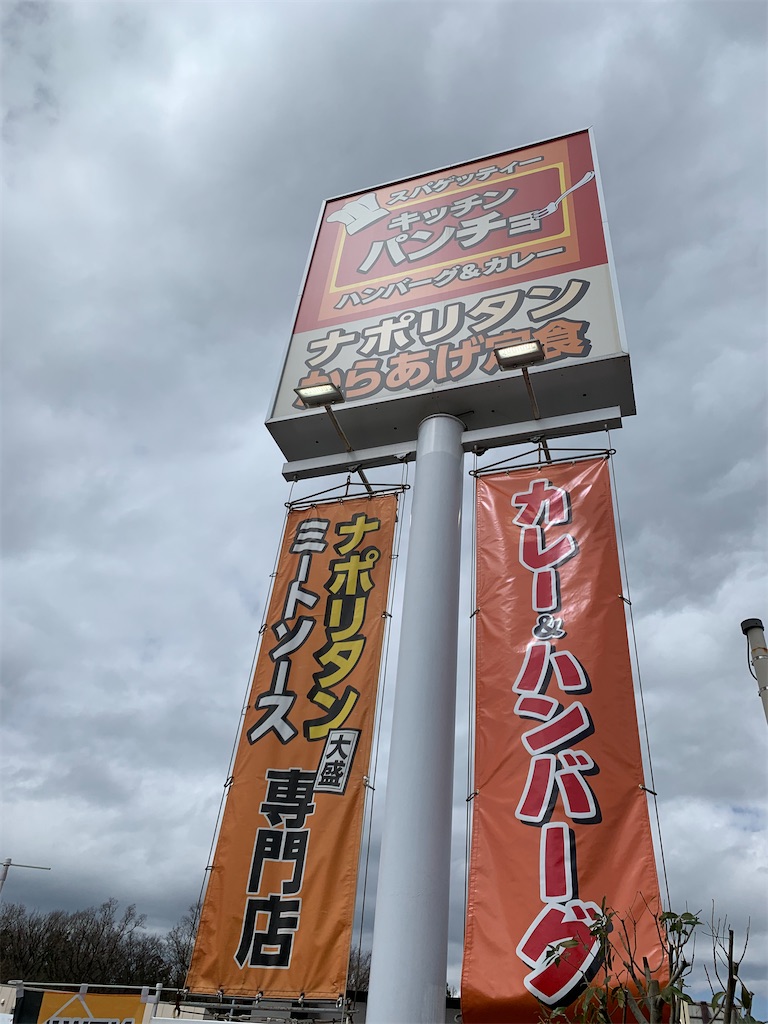 スパゲッティー
キッチン
パンチョ
ハンバーグ&カレー
ナポリタン
からあげ定食
ナポリタン
ミートソース
大盛
専門店
カレー&ハンバーグ